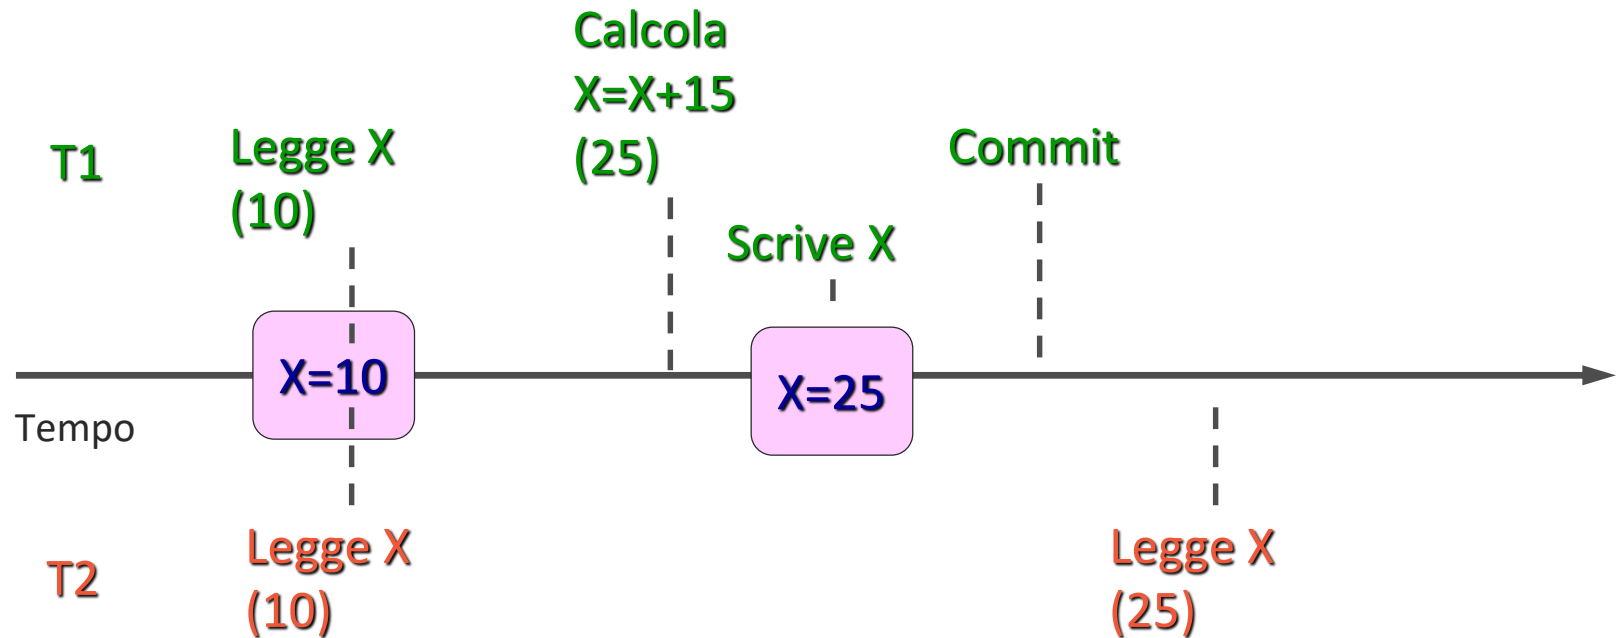 Calcola
X=X+15
(25)
T1
Legge X
(10)
Commit
Scrive X
X=10
X=25
Tempo
T2
Legge X
(10)
Legge X
(25)